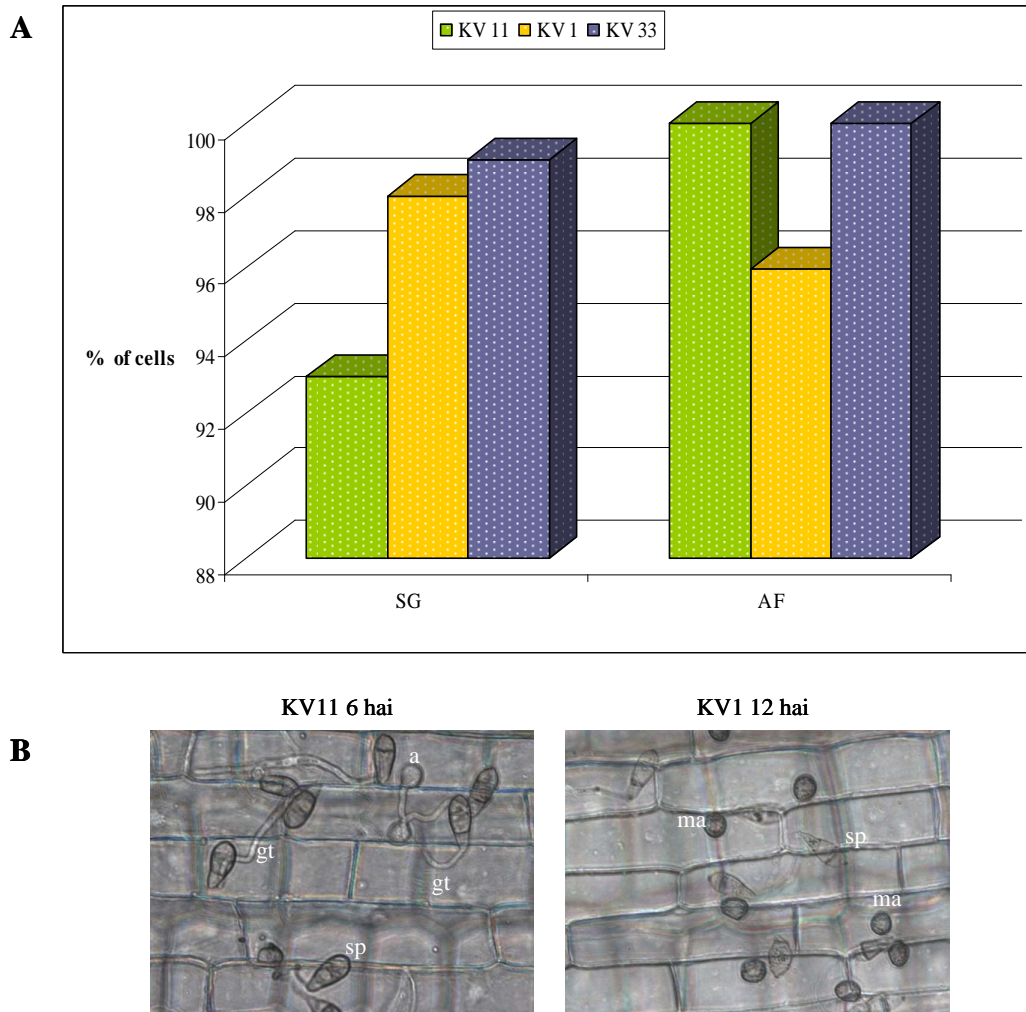 A
KV 11 KV 1 KV 33
100
98
96
94
92
90
88
% of cells
SG AF
B
KV11 6 hai KV1 12 hai
a
gt
gt
sp
ma
sp
ma